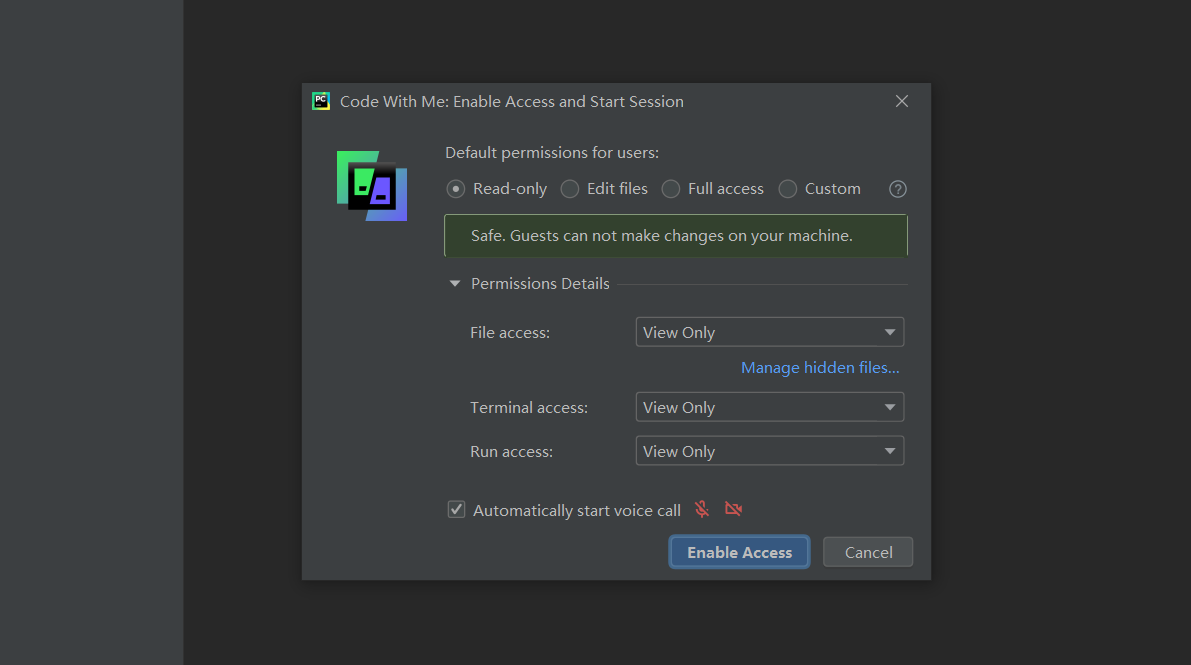 PC Code With Me: Enable Access and Start Session
Default permissions for users:
Read-only Edit files Full access Custom ?
Safe. Guests can not make changes on your machine.
Permissions Details
File access: View Only
Manage hidden files...
Terminal access: View Only
Run access: View Only
Automatically start voice call
Enable Access Cancel